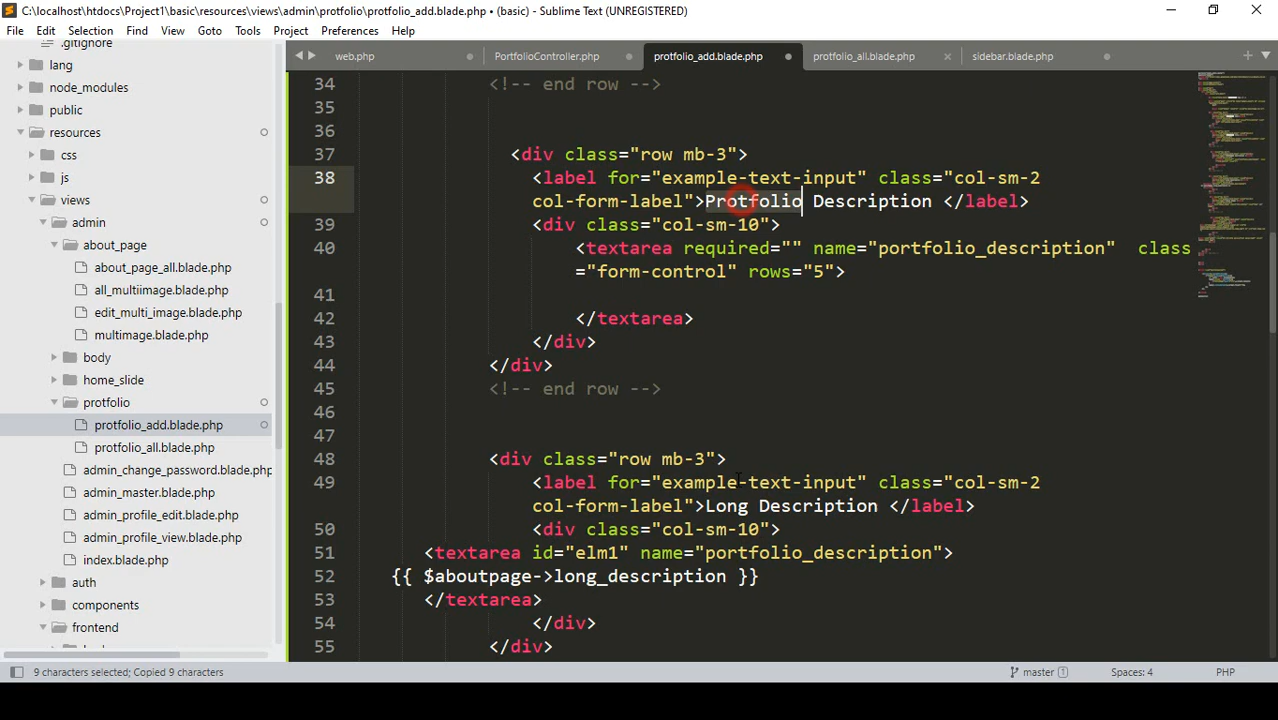 C:\localhost\htdocs\Project1\basic\resources\views\admin\protfolio\protfolio_add.blade.php • (basic) - Sublime Text (UNREGISTERED)
File Edit Selection Find View Goto Tools Project Preferences Help
web.php PortfolioController.php protfolio_add.blade.php protfolio_all.blade.php sidebar.blade.php
.gitignore
lang
node_modules
public
resources
css
js
views
admin
about_page
about_page_all.blade.php
all_multiimage.blade.php
edit_multi_image.blade.php
multimage.blade.php
body
home_slide
protfolio
protfolio_add.blade.php
protfolio_all.blade.php
admin_change_password.blade.php
admin_master.blade.php
admin_profile_edit.blade.php
admin_profile_view.blade.php
index.blade.php
auth
components
frontend
34 <!-- end row -->
35
36
37 <div class="row mb-3">
38 <label for="example-text-input" class="col-sm-2
col-form-label">Protfolio Description </label>
39 <div class="col-sm-10">
40 <textarea required="" name="portfolio_description" class
="form-control" rows="5">
41
42 </textarea>
43 </div>
44 </div>
45 <!-- end row -->
46
47
48 <div class="row mb-3">
49 <label for="example-text-input" class="col-sm-2
col-form-label">Long Description </label>
50 <div class="col-sm-10">
51 <textarea id="elm1" name="portfolio_description">
52 {{ $aboutpage->long_description }}
53 </textarea>
54 </div>
55 </div>
9 characters selected; Copied 9 characters master 1 Spaces: 4 PHP